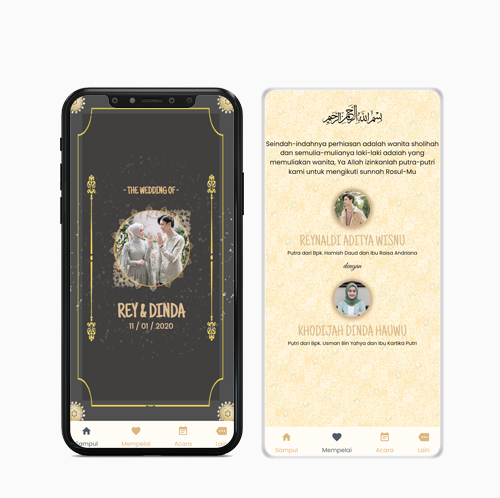 - THE WEDDING OF -
REY & DINDA
11 / 01 / 2020
Sampul
Mempelai
Acara
Lain
بسم الله الرحمن الرحيم
Seindah-indahnya perhiasan adalah wanita sholihah
dan semulia-mulianya laki-laki adalah yang
memuliakan wanita, Ya Allah izinkanlah putra-putri
kami untuk mengikuti sunnah Rosul-Mu
REYNALDI ADITYA WISNU
Putra dari Bpk. Hamish Daud dan Ibu Raisa Andriana
dengan
KHODIJAH DINDA HAUWU
Putri dari Bpk. Usman Bin Yahya dan Ibu Kartika Putri
Sampul
Mempelai
Acara
Lain